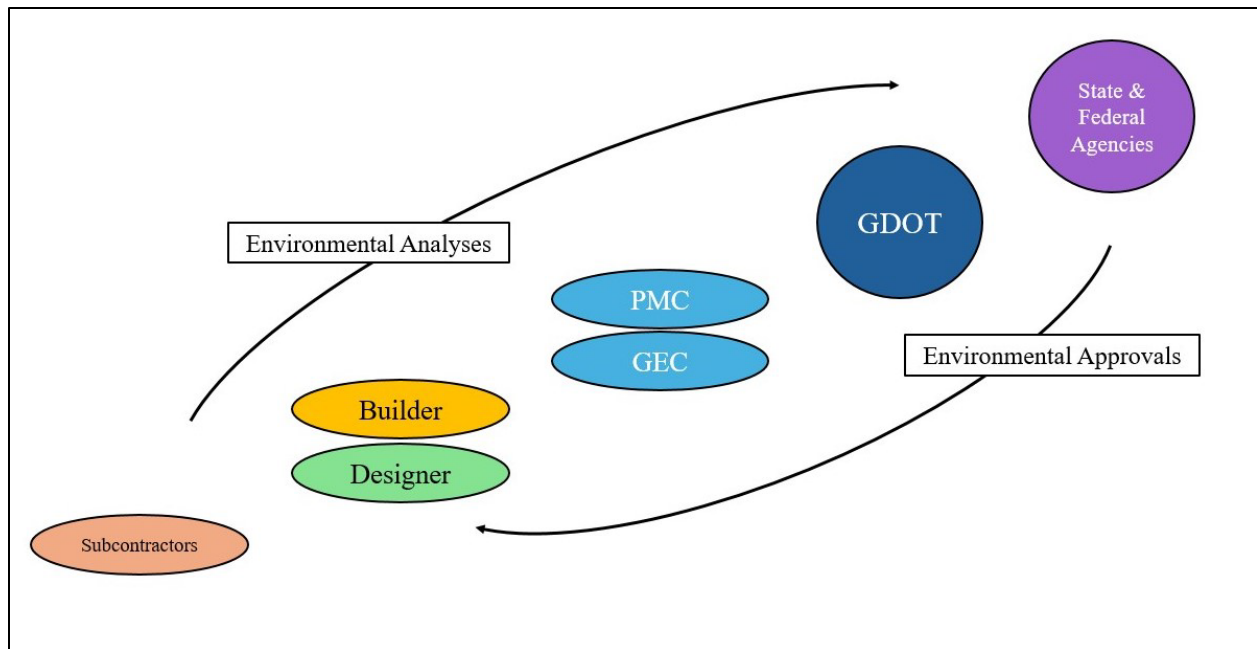 State &
Federal
Agencies
GDOT
Environmental Analyses
PMC
GEC
Environmental Approvals
Builder
Designer
Subcontractors